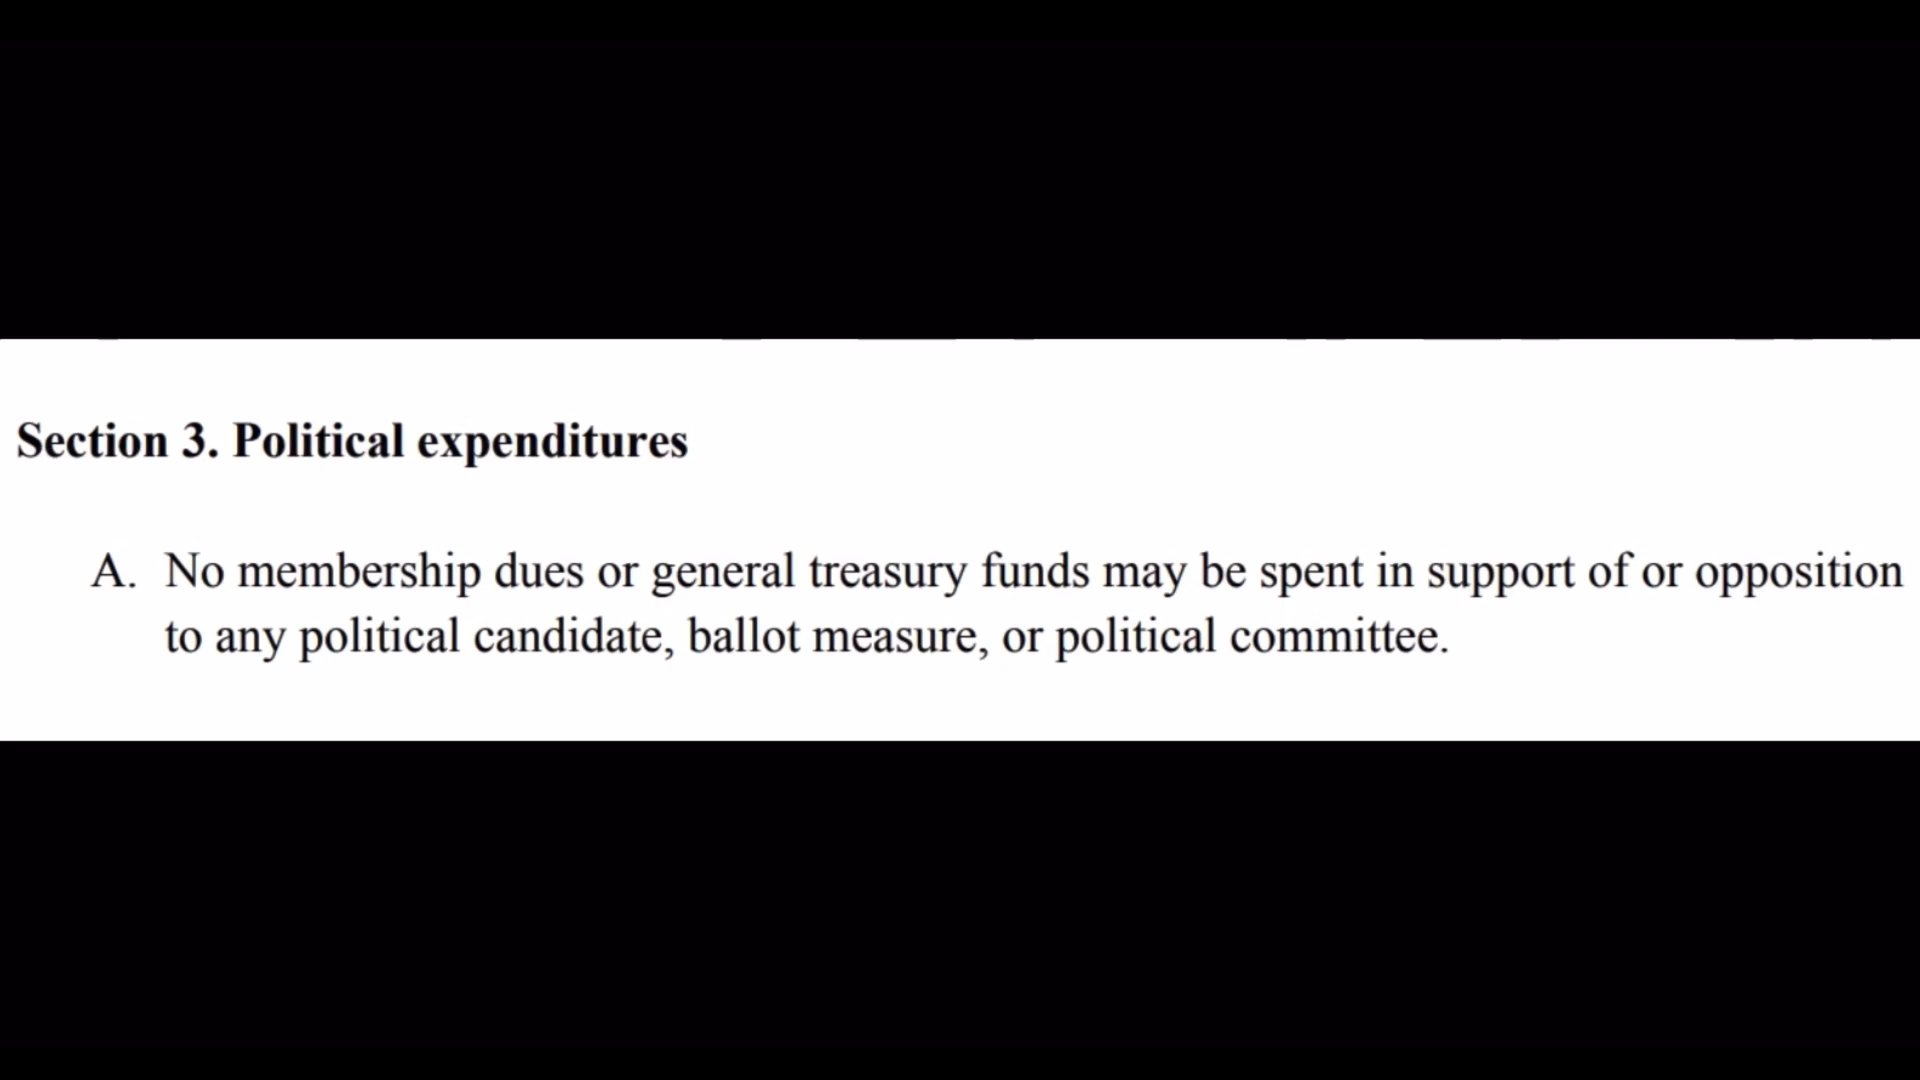 Section 3. Political expenditures
A. No membership dues or general treasury funds may be spent in support of or opposition
to any political candidate, ballot measure, or political committee.